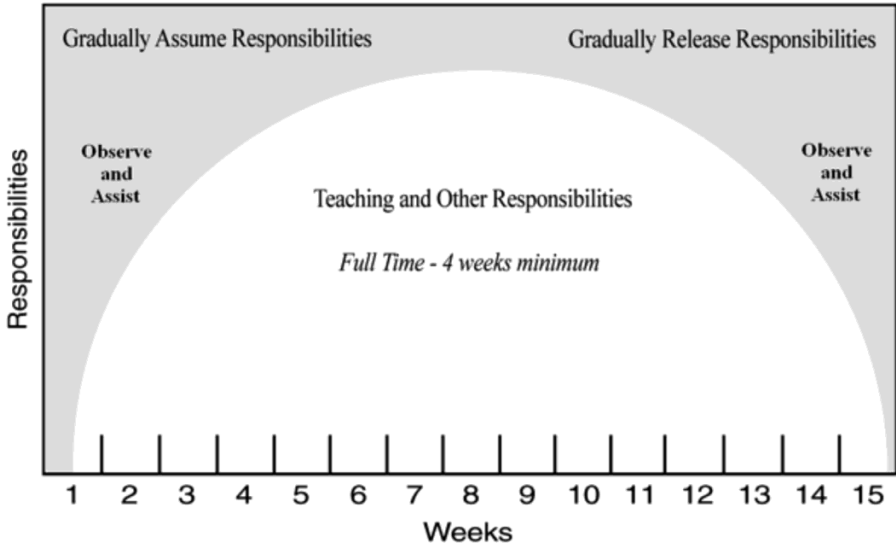 Gradually Assume Responsibilities
Gradually Release Responsibilities
Observe
and
Assist
Observe
and
Assist
Teaching and Other Responsibilities
Full Time - 4 weeks minimum
Responsibilities
1 2 3 4 5 6 7 8 9 10 11 12 13 14 15
Weeks